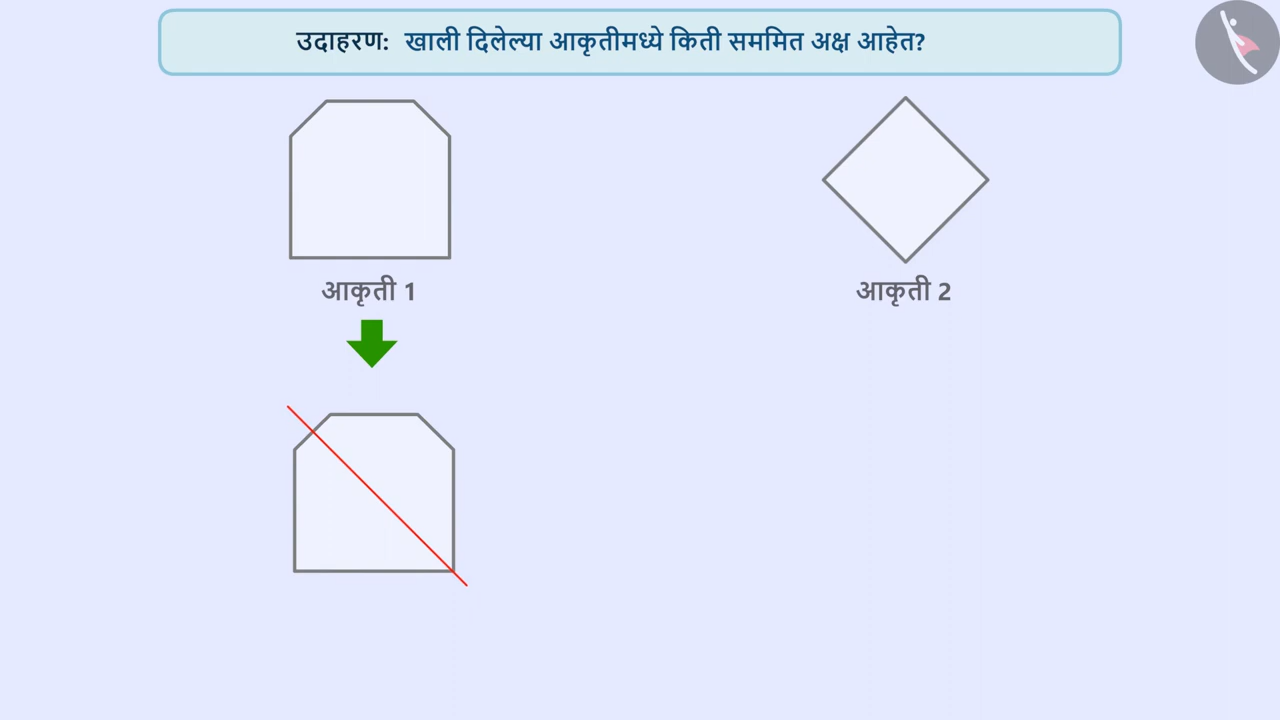 उदाहरण: खाली दिलेल्या आकृतीमध्ये किती सममित अक्ष आहेत?
आकृती 1
आकृती 2